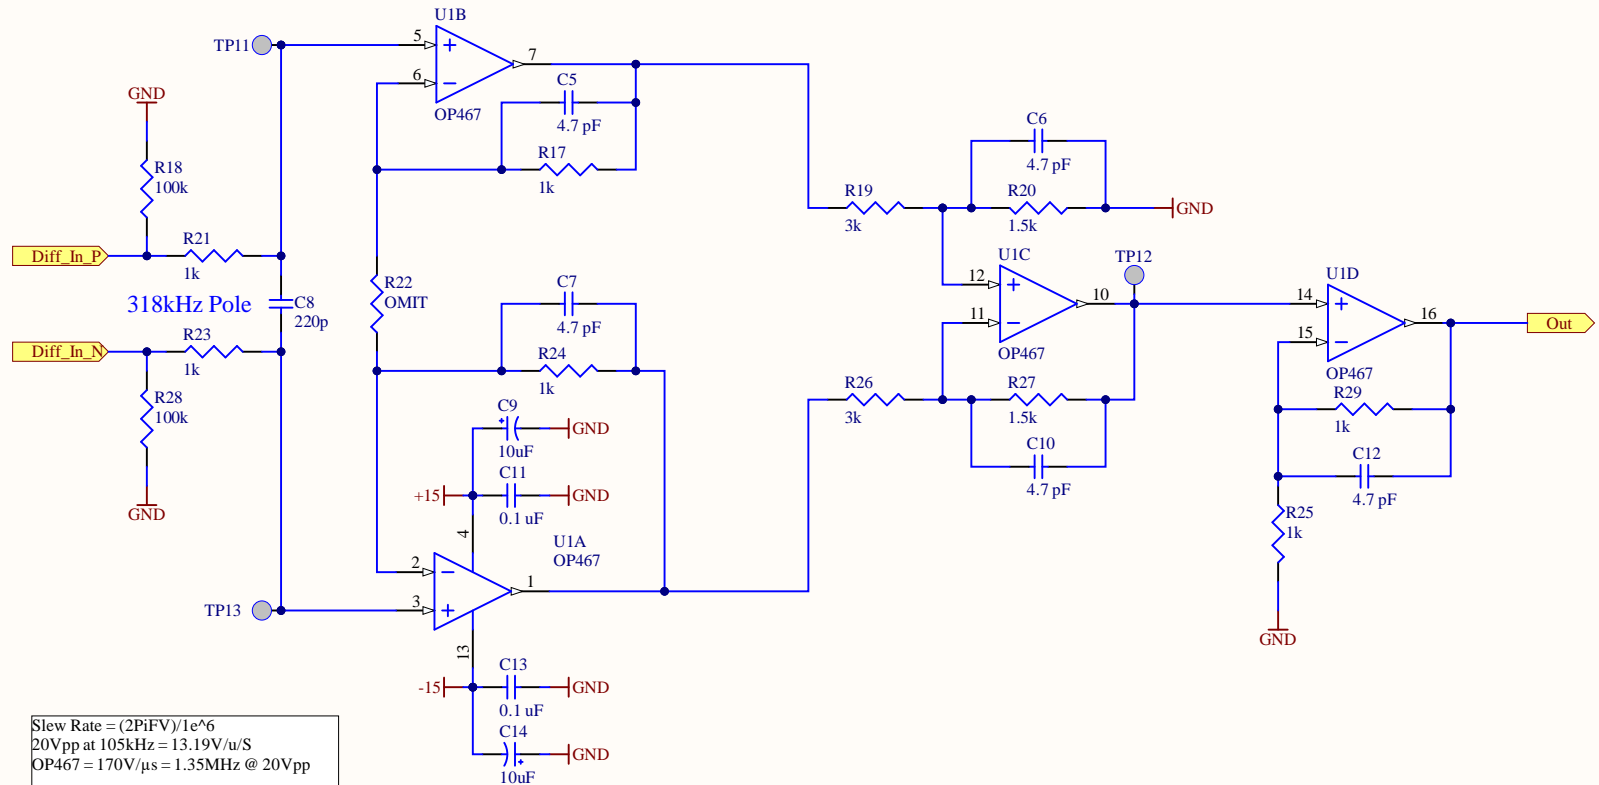 U1B
TP11
5
7
6
C5
4.7 pF
OP467
GND
R17
1k
R18
100k
C6
4.7 pF
R19
3k
R20
1.5k
GND
Diff_In_P
R21
1k
U1C
TP12
R22
OMIT
C7
4.7 pF
12
10
11
OP467
U1D
14
16
15
OP467
Out
318kHz Pole
C8
220p
Diff_In_N
R23
1k
R24
1k
R28
100k
R26
3k
R27
1.5k
R29
1k
C9
10uF
GND
C10
4.7 pF
C12
4.7 pF
+15
C11
0.1 uF
GND
GND
4
U1A
OP467
R25
1k
2
1
3
TP13
13
GND
-15
C13
0.1 uF
GND
C14
10uF
GND
Slew Rate = (2PiFV)/1e^6
20Vpp at 105kHz = 13.19V/u/S
OP467 = 170V/µs = 1.35MHz @ 20Vpp